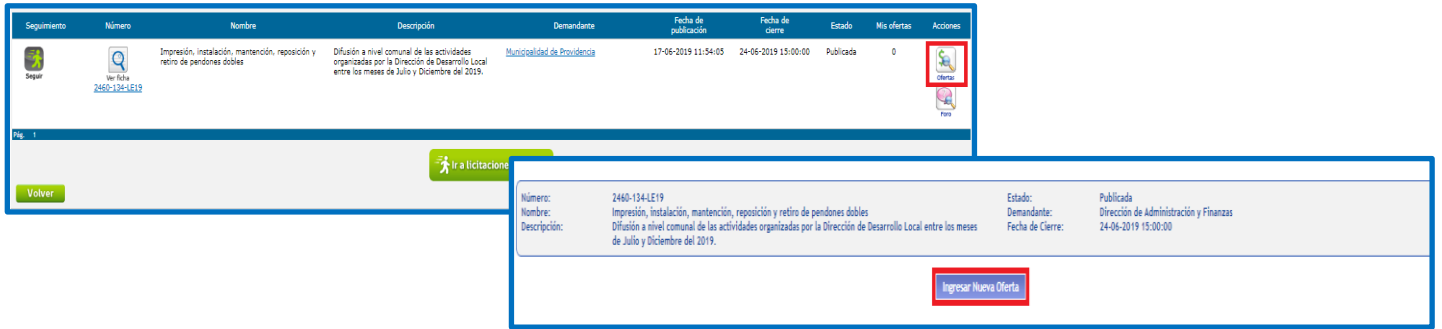 Seguimiento Número Nombre Descripción Demandante Fecha de publicación Fecha de cierre Estado Mis ofertas Acciones
Impresión, instalación, mantención, reposición y Difusión a nivel comunal de las actividades Municipalidad de Providencia 17-06-2019 11:54:05 24-06-2019 15:00:00 Publicada 0
retiro de pendones dobles organizadas por la Dirección de Desarrollo Local
entre los meses de Julio y Diciembre del 2019.
Seguir Ver ficha Ofertas
2460-134-LE19
Foro
Pág. 1
Ir a licitacione
Volver
Número: 2460-134-LE19 Estado: Publicada
Nombre: Impresión, instalación, mantención, reposición y retiro de pendones dobles Demandante: Dirección de Administración y Finanzas
Descripción: Difusión a nivel comunal de las actividades organizadas por la Dirección de Desarrollo Local entre los meses Fecha de Cierre: 24-06-2019 15:00:00
de Julio y Diciembre del 2019.
Ingresar Nueva Oferta